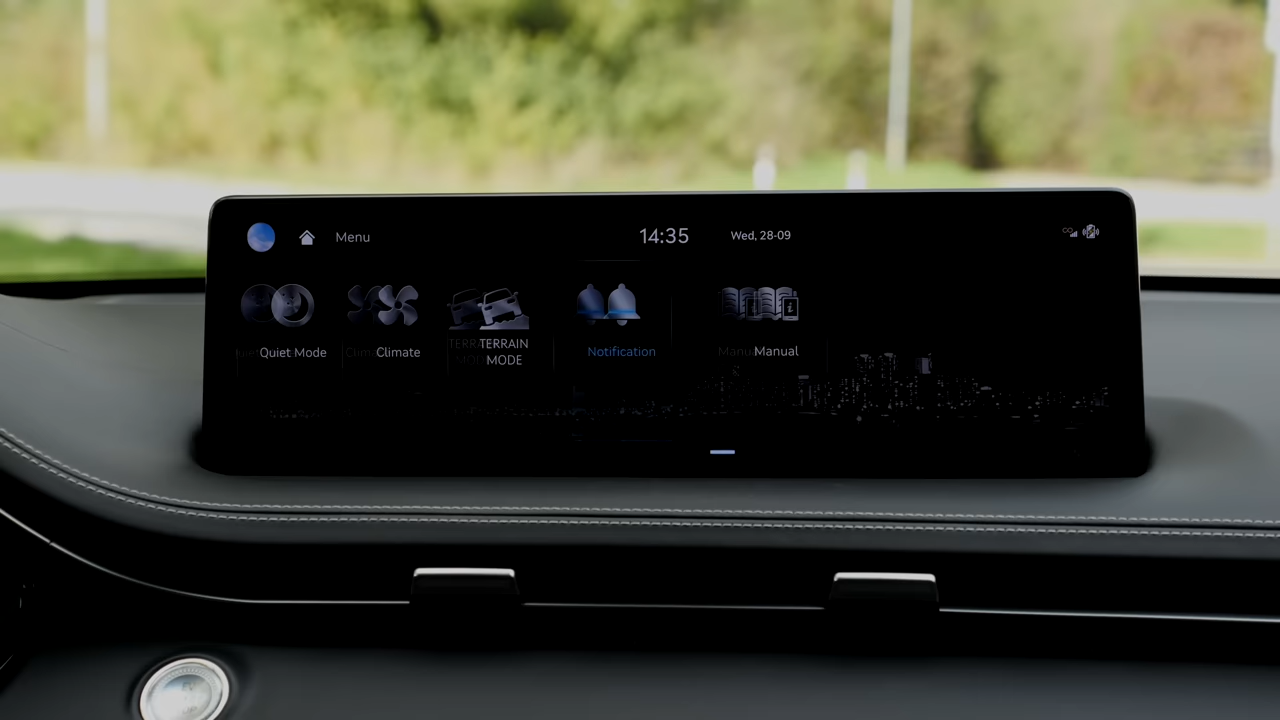 Menu
14:35
Wed, 28-09
Quiet Mode
Climate
TERRAIN
MODE
Notification
Manual